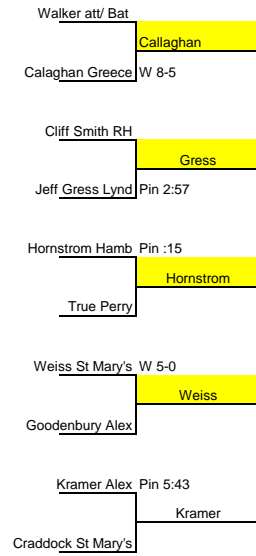 Walker att/ Bat
Callaghan
Calaghan Greece W 8-5
Cliff Smith RH
Gress
Jeff Gress Lynd Pin 2:57
Hornstrom Hamb Pin :15
Hornstrom
True Perry
Weiss St Mary's W 5-0
Weiss
Goodenbury Alex
Kramer Alex Pin 5:43
Kramer
Craddock St Mary's